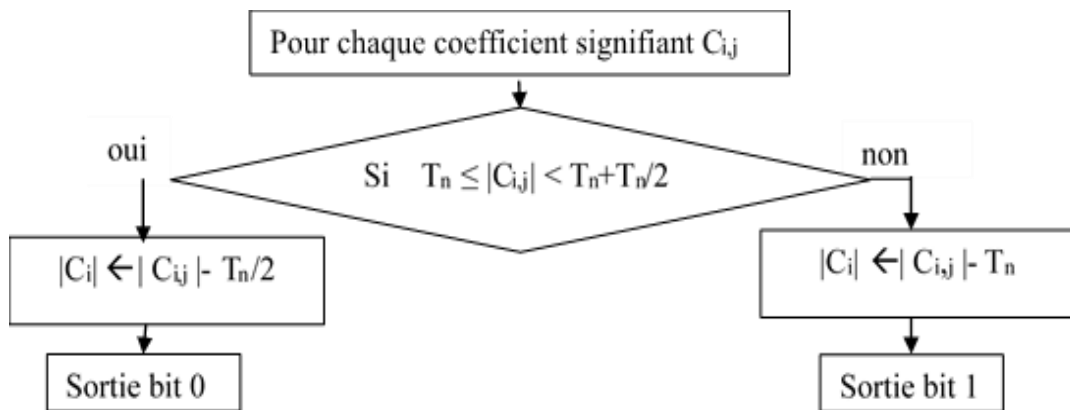 Pour chaque coefficient signifiant Ci,j
Si Tn ≤ |Ci,j| < Tn+Tn/2
oui
non
|Ci| ←| Ci,j |- Tn/2
|Ci| ←| Ci,j |- Tn
Sortie bit 0
Sortie bit 1